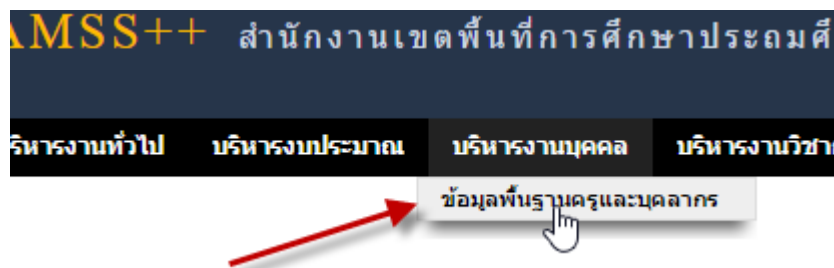 AMSS++ สำนักงานเขตพื้นที่การศึกษาประถมศึ
ริหารงานทั่วไป บริหารงบประมาณ บริหารงานบุคคล บริหารงานวิชา
ข้อมูลพื้นฐานครูและบุคลากร